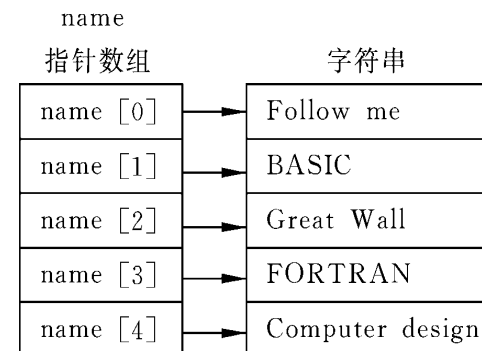 name
指针数组 字符串
name [0] Follow me
name [1] BASIC
name [2] Great Wall
name [3] FORTRAN
name [4] Computer design